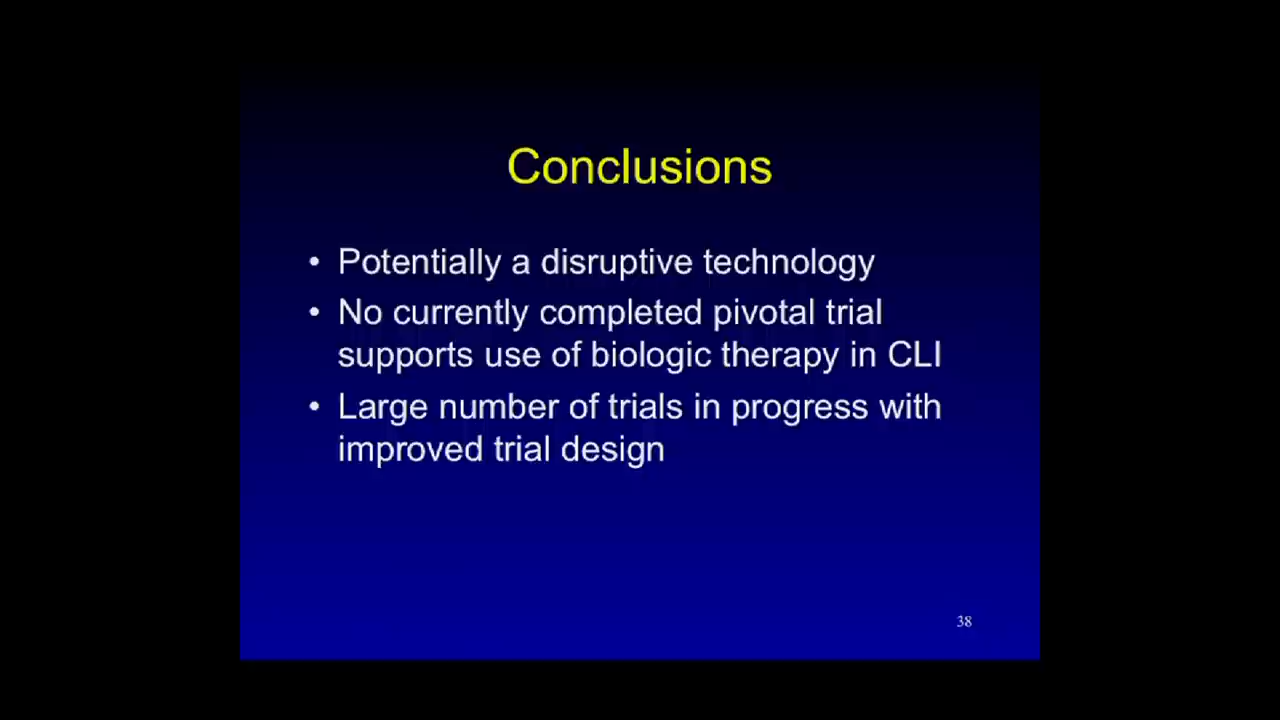 Conclusions
• Potentially a disruptive technology
• No currently completed pivotal trial
supports use of biologic therapy in CLI
• Large number of trials in progress with
improved trial design
38